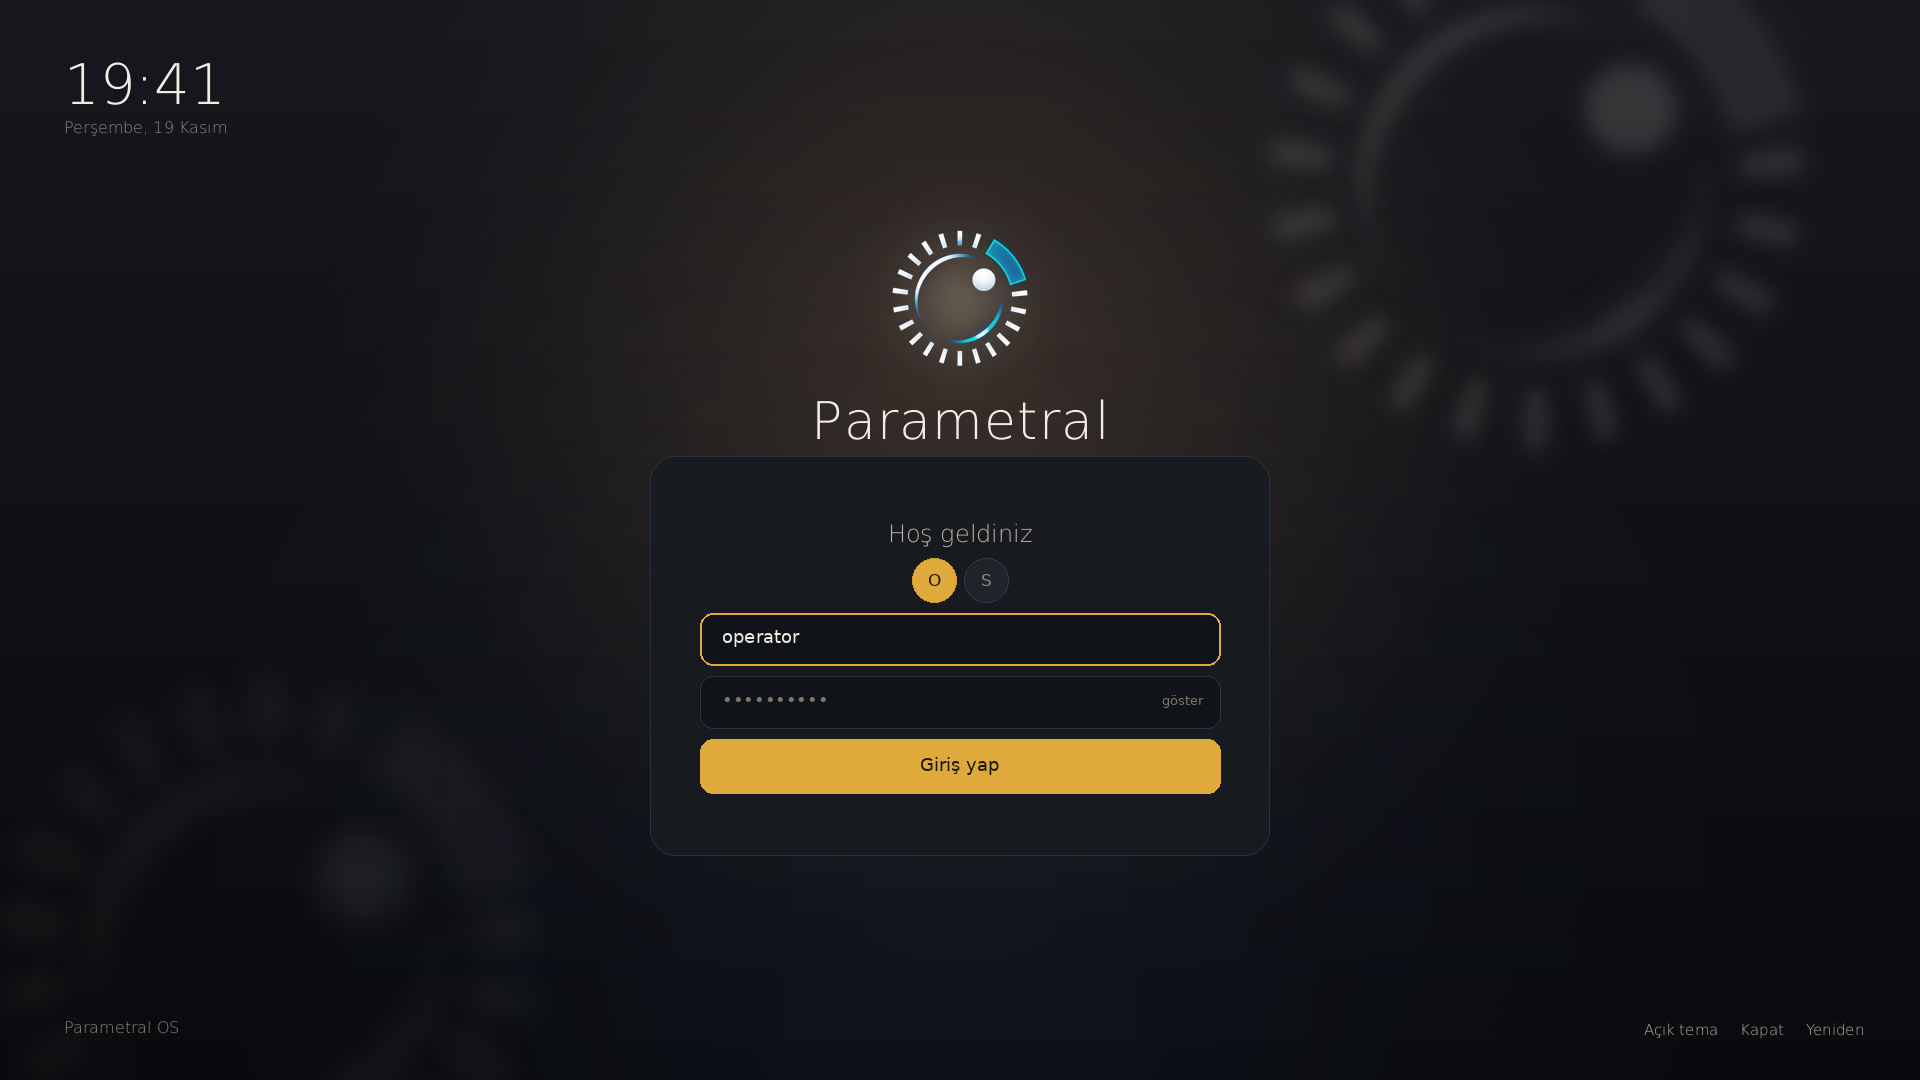 19:41
Perşembe, 19 Kasım
Parametral
Hoş geldiniz
O S
operator
•••••••••• göster
Giriş yap
Parametral OS
Açık tema Kapat Yeniden